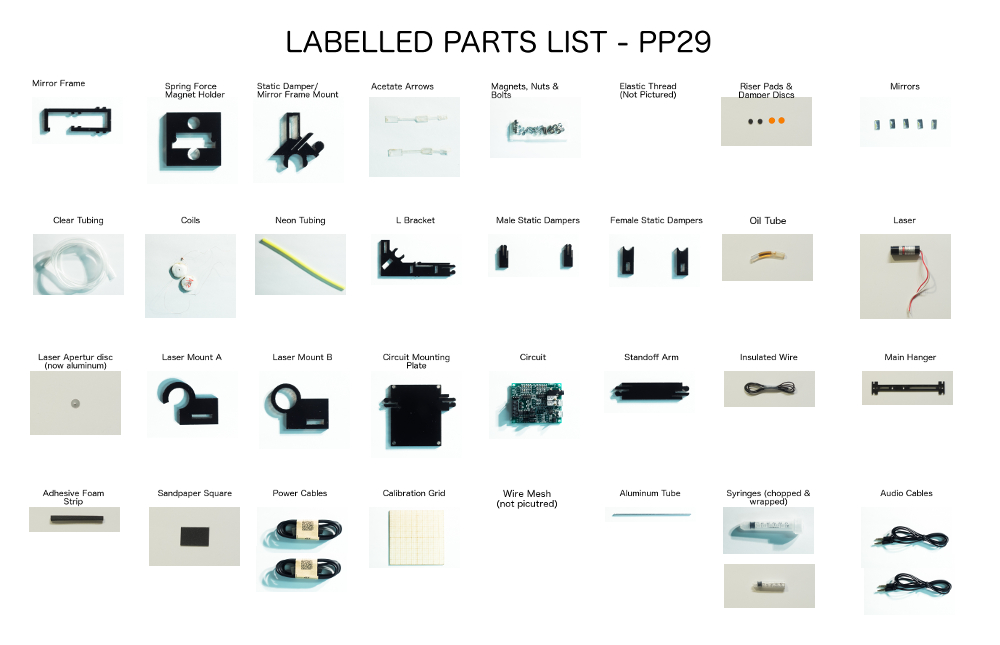 LABELLED PARTS LIST - PP29
Mirror Frame
Spring Force
Magnet Holder
Static Damper/
Mirror Frame Mount
Acetate Arrows
Magnets, Nuts &
Bolts
Elastic Thread
(Not Pictured)
Riser Pads &
Damper Discs
Mirrors
Clear Tubing
Coils
Neon Tubing
L Bracket
Male Static Dampers
Female Static Dampers
Oil Tube
Laser
Laser Apertur disc
(now aluminum)
Laser Mount A
Laser Mount B
Circuit Mounting
Plate
Circuit
Standoff Arm
Insulated Wire
Main Hanger
Adhesive Foam
Strip
Sandpaper Square
Power Cables
Calibration Grid
Wire Mesh
(not picutred)
Aluminum Tube
Syringes (chopped &
wrapped)
Audio Cables